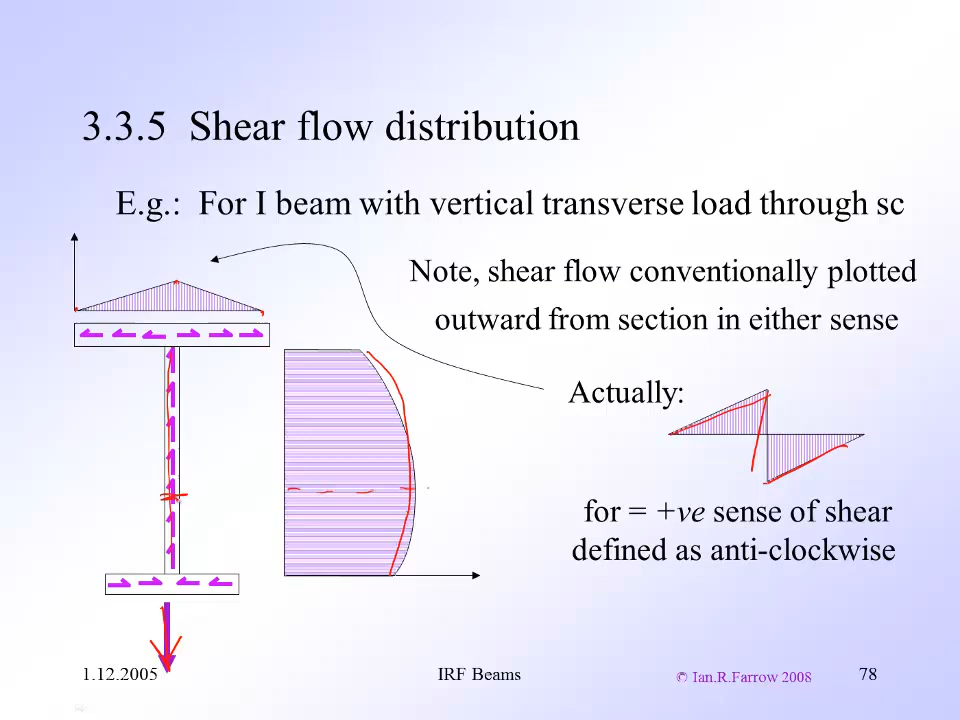 3.3.5 Shear flow distribution
E.g.: For I beam with vertical transverse load through sc
Note, shear flow conventionally plotted
outward from section in either sense
Actually:
for = +ve sense of shear
defined as anti-clockwise
1.12.2005
IRF Beams
© Ian.R.Farrow 2008
78